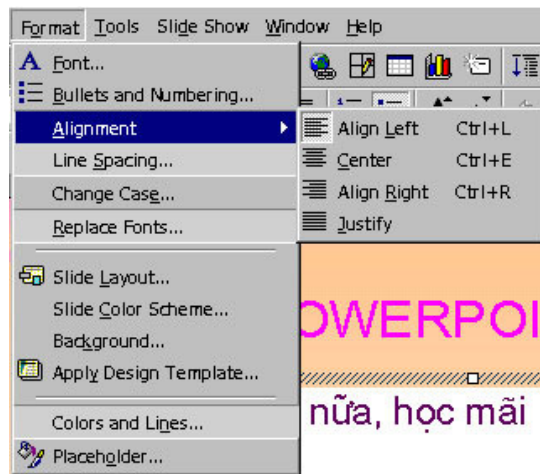 Format Tools Slide Show Window Help
Font...
Bullets and Numbering...
Alignment
Line Spacing...
Change Case...
Replace Fonts...
Slide Layout...
Slide Color Scheme...
Background...
Apply Design Template...
Colors and Lines...
Placeholder...
Align Left Ctrl+L
Center Ctrl+E
Align Right Ctrl+R
Justify
OWERPOI
nữa, học mãi